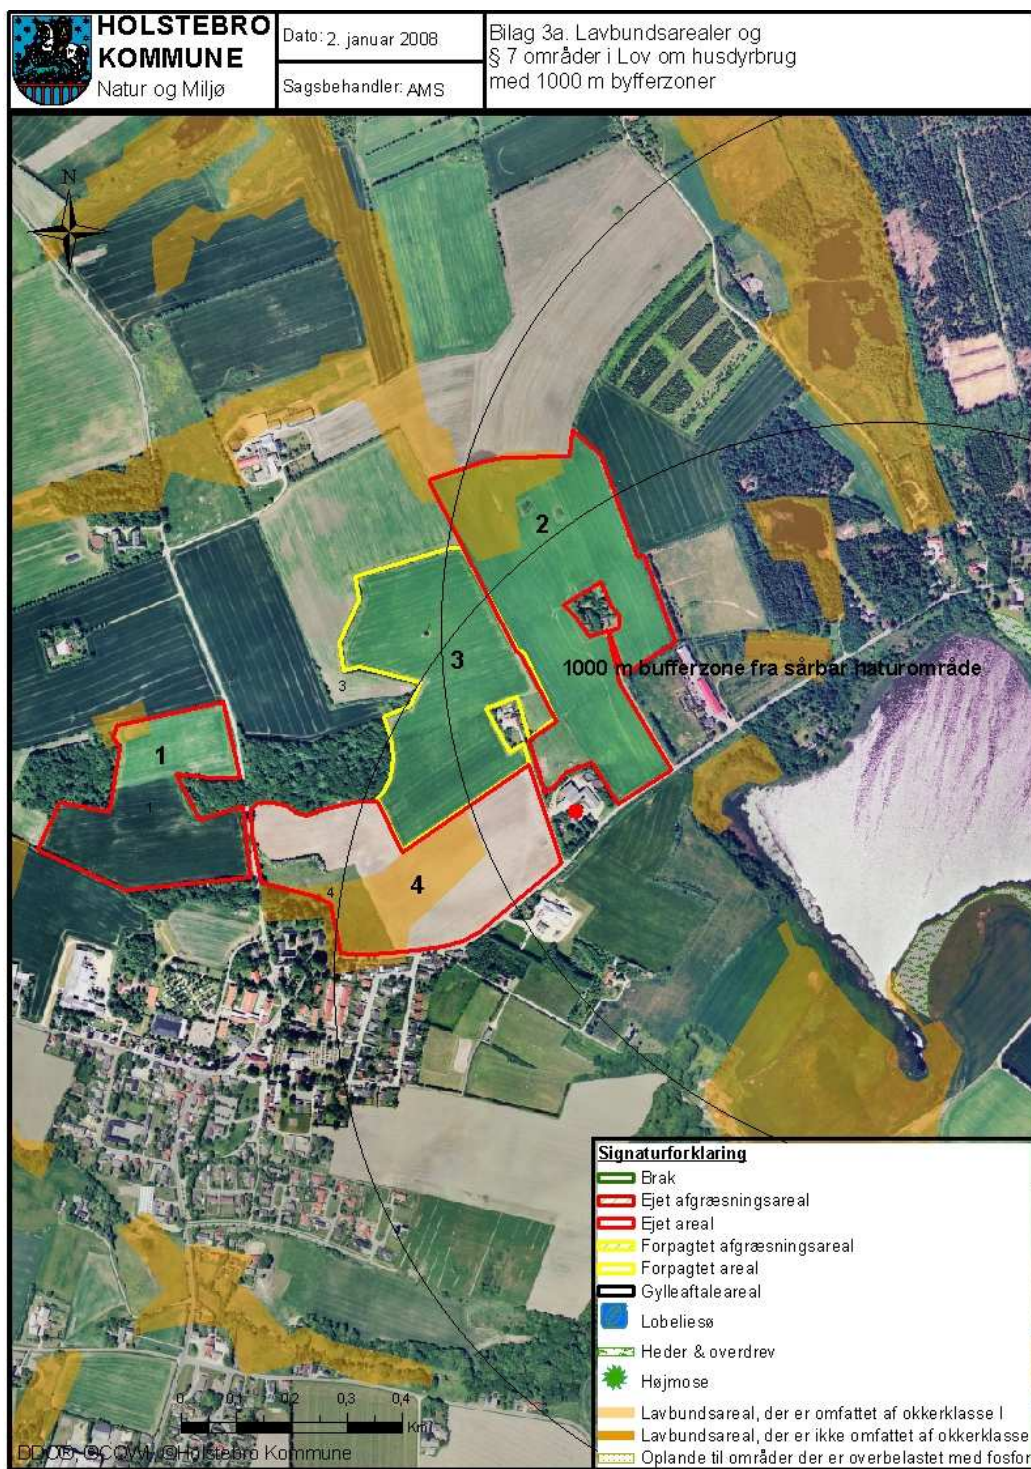 HOLSTEBRO
KOMMUNE
Natur og Miljø
Dato: 2. januar 2008
Sagsbehandler: AMS
Bilag 3a. Lavbundsarealer og
§ 7 områder i Lov om husdyrbrug
med 1000 m byfferzoner
N
2
3
1000 m bufferzone fra sårbar naturområde
3
1
1
4
4
Signaturforklaring
Brak
Ejet afgræsningsareal
Ejet areal
Forpagtet afgræsningsareal
Forpagtet areal
Gylleaftaleareal
Lobeliesø
Heder & overdrev
Højmose
Lavbundsareal, der er omfattet af okkerklasse I
Lavbundsareal, der er ikke omfattet af okkerklasse
Oplande til områder der er overbelastet med fosfor
0 0,1 0,2 0,3 0,4
Km
DDO®, ©COWI, ©Holstebro Kommune